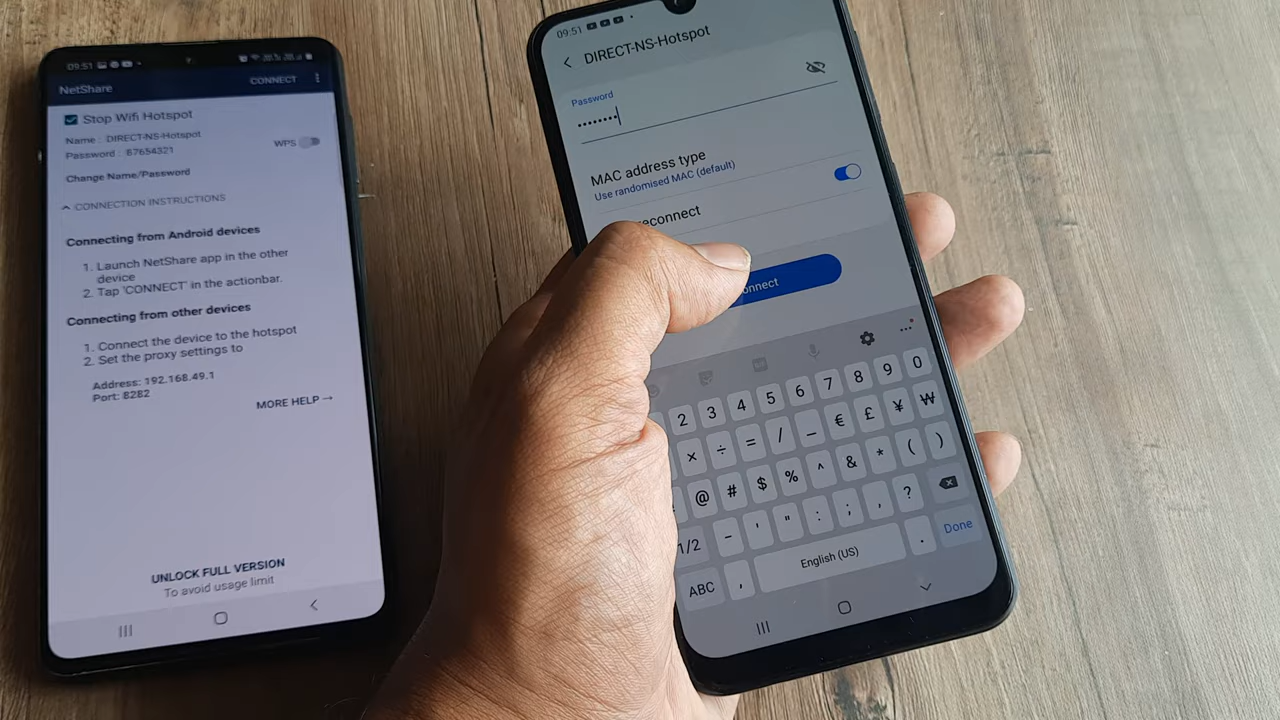 09:51
NetShare
CONNECT
Stop Wifi Hotspot
Name : DIRECT-NS-Hotspot
Password : 67654321
WPS
Change Name/Password
CONNECTION INSTRUCTIONS
Connecting from Android devices
1. Launch NetShare app in the other
device
2. Tap 'CONNECT' in the actionbar.
Connecting from other devices
1. Connect the device to the hotspot
2. Set the proxy settings to
Address: 192.168.49.1
Port: 8282
MORE HELP →
UNLOCK FULL VERSION
To avoid usage limit
09:51
DIRECT-NS-Hotspot
Password
••••••••
MAC address type
Use randomised MAC (default)
reconnect
onnect
2 3 4 5 6 7 8 9 0
× ÷ = / _ € £ ¥ ₩
@ # $ % ^ & * ( )
1/2 - ' " : ; , ?
ABC , English (US) . Done